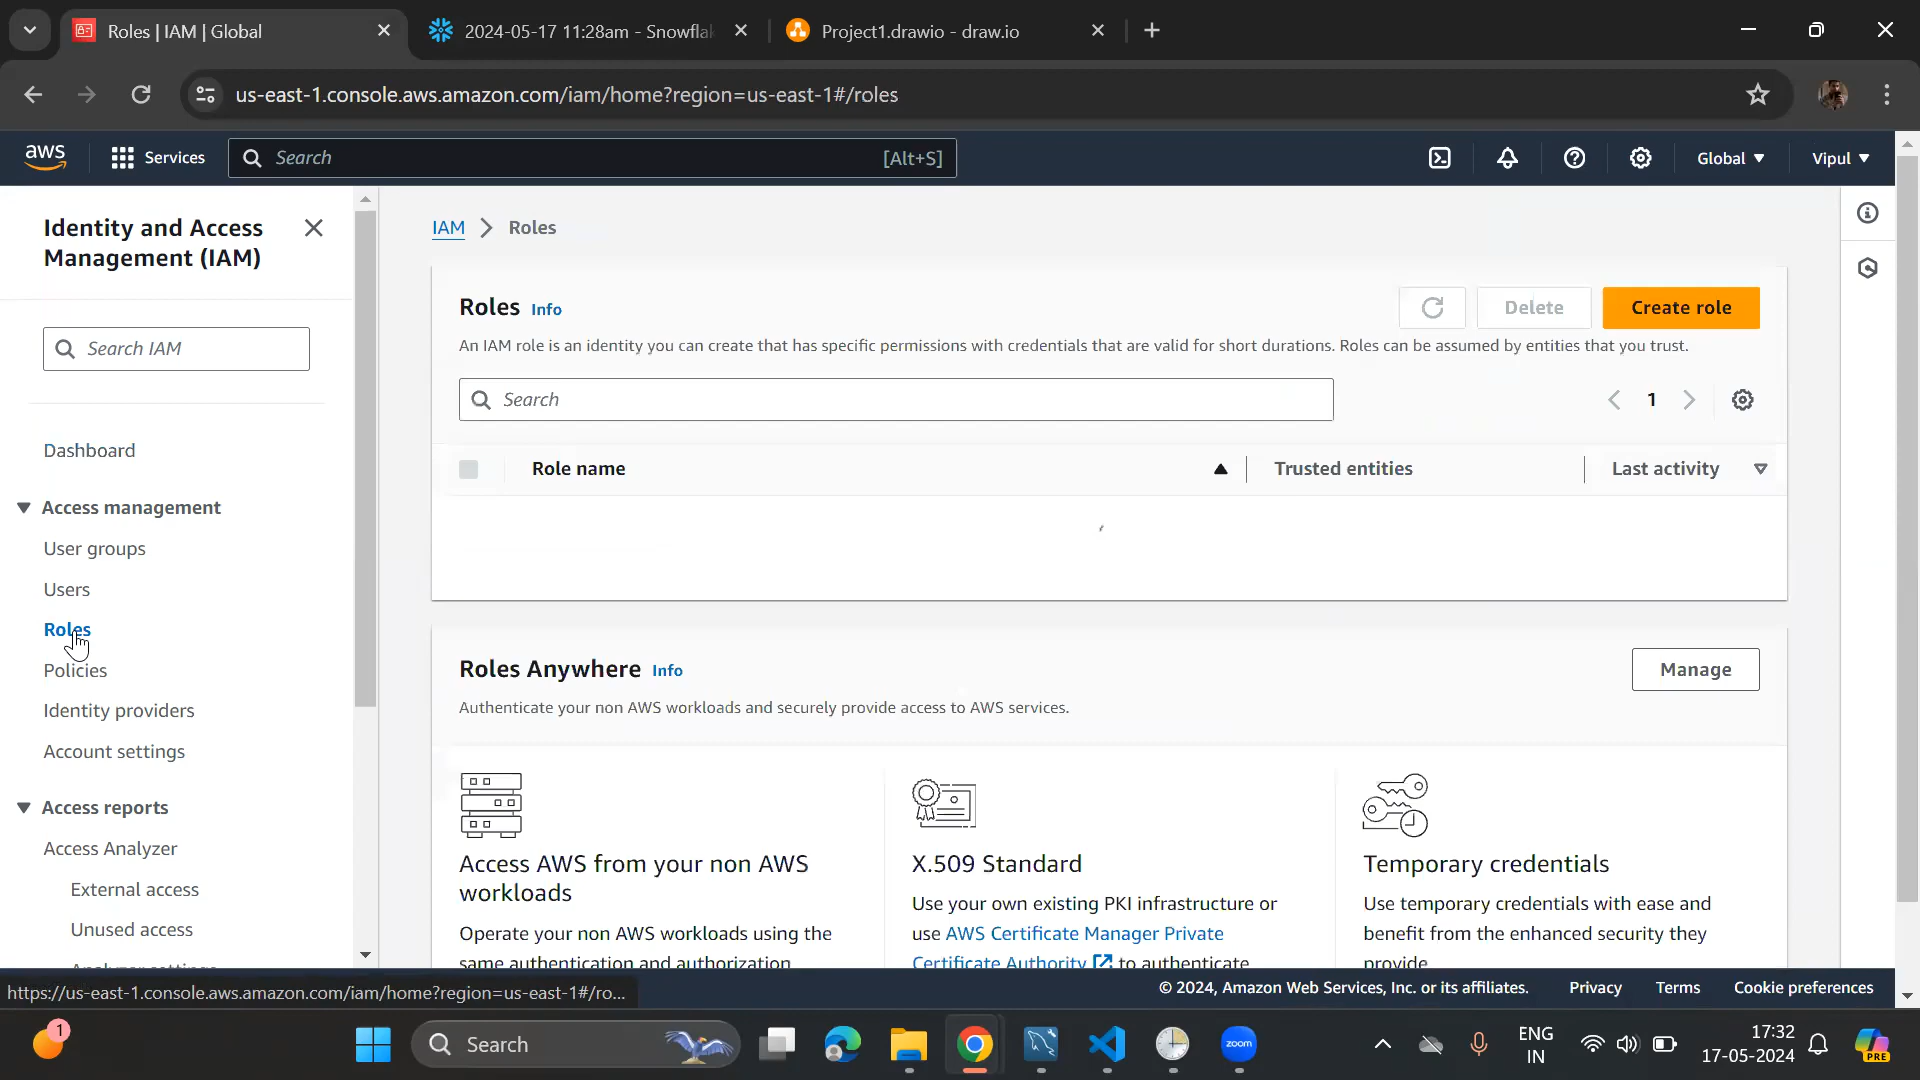 Roles | IAM | Global
2024-05-17 11:28am - Snowfla
Project1.drawio - draw.io
us-east-1.console.aws.amazon.com/iam/home?region=us-east-1#/roles
aws
Services
Search
[Alt+S]
Global
Vipul
Identity and Access
Management (IAM)
Search IAM
Dashboard
Access management
User groups
Users
Roles
Policies
Identity providers
Account settings
Access reports
Access Analyzer
External access
Unused access
Analyzer settings
IAM
Roles
Roles Info
Delete
Create role
An IAM role is an identity you can create that has specific permissions with credentials that are valid for short durations. Roles can be assumed by entities that you trust.
Search
1
Role name
Trusted entities
Last activity
Roles Anywhere Info
Manage
Authenticate your non AWS workloads and securely provide access to AWS services.
Access AWS from your non AWS
workloads
Operate your non AWS workloads using the
same authentication and authorization
X.509 Standard
Use your own existing PKI infrastructure or
use AWS Certificate Manager Private
Certificate Authority to authenticate
Temporary credentials
Use temporary credentials with ease and
benefit from the enhanced security they
provide
https://us-east-1.console.aws.amazon.com/iam/home?region=us-east-1#/ro...
© 2024, Amazon Web Services, Inc. or its affiliates.
Privacy
Terms
Cookie preferences
1
Search
zoom
ENG
IN
17:32
17-05-2024
PRE